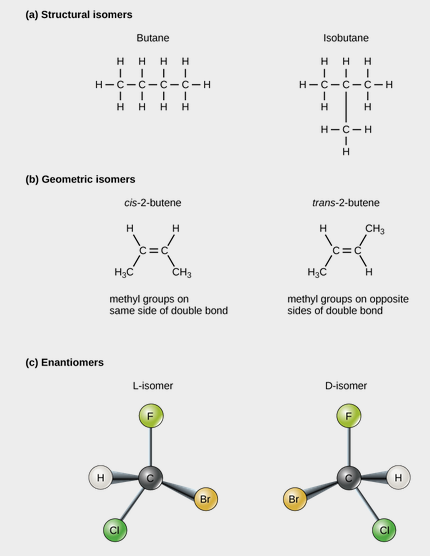 (a) Structural isomers
Butane Isobutane
H H H H H H H
H–C–C–C–C–H H–C–C–C–H
H H H H H H
H–C–H
H
(b) Geometric isomers
cis-2-butene trans-2-butene
H H H CH₃
C=C C=C
H₃C CH₃ H₃C H
methyl groups on methyl groups on opposite
same side of double bond sides of double bond
(c) Enantiomers
L-isomer D-isomer
F F
H C C H
Br Br
Cl Cl